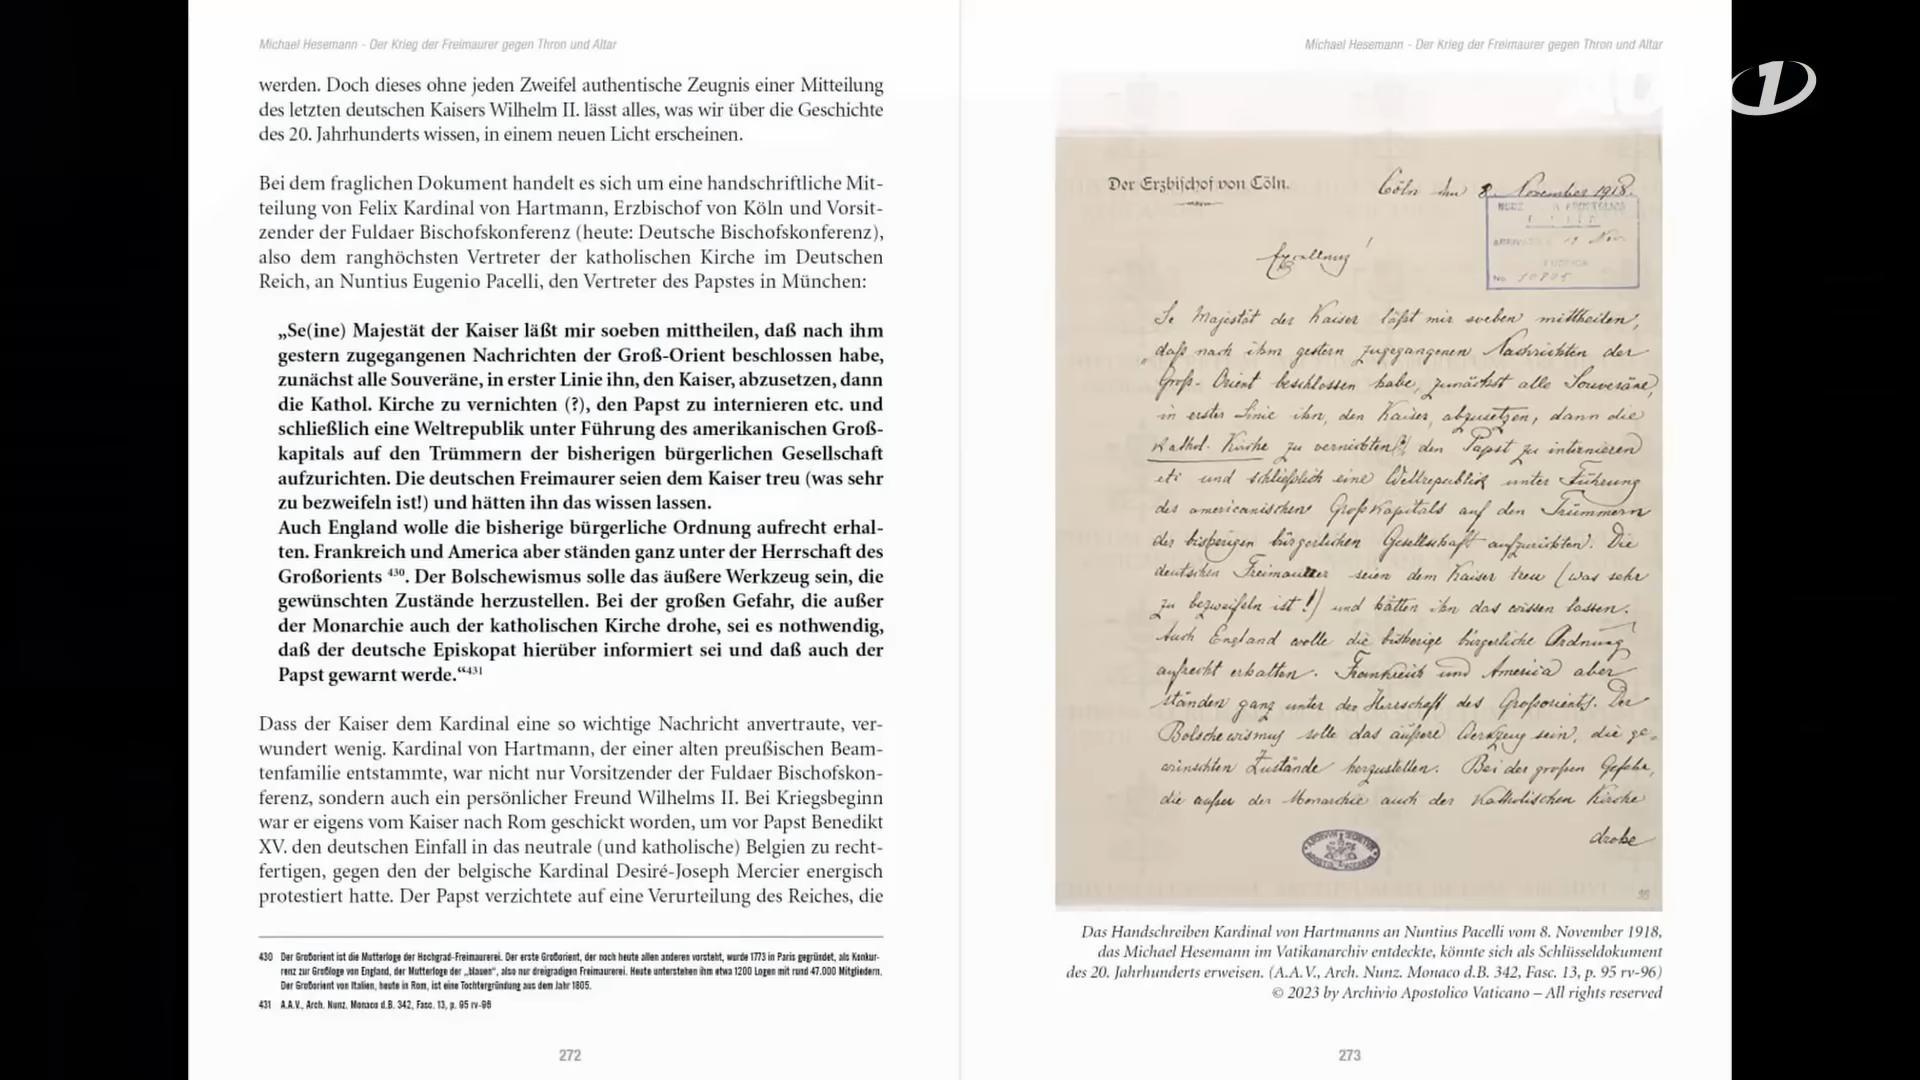 Michael Hesemann - Der Krieg der Freimaurer gegen Thron und Altar
werden. Doch dieses ohne jeden Zweifel authentische Zeugnis einer Mitteilung
des letzten deutschen Kaisers Wilhelm II. lässt alles, was wir über die Geschichte
des 20. Jahrhunderts wissen, in einem neuen Licht erscheinen.
Bei dem fraglichen Dokument handelt es sich um eine handschriftliche Mit-
teilung von Felix Kardinal von Hartmann, Erzbischof von Köln und Vorsit-
zender der Fuldaer Bischofskonferenz (heute: Deutsche Bischofskonferenz),
also dem ranghöchsten Vertreter der katholischen Kirche im Deutschen
Reich, an Nuntius Eugenio Pacelli, den Vertreter des Papstes in München:
„Se(ine) Majestät der Kaiser läßt mir soeben mittheilen, daß nach ihm
gestern zugegangenen Nachrichten der Groß-Orient beschlossen habe,
zunächst alle Souveräne, in erster Linie ihn, den Kaiser, abzusetzen, dann
die Kathol. Kirche zu vernichten (?), den Papst zu internieren etc. und
schließlich eine Weltrepublik unter Führung des amerikanischen Groß-
kapitals auf den Trümmern der bisherigen bürgerlichen Gesellschaft
aufzurichten. Die deutschen Freimaurer seien dem Kaiser treu (was sehr
zu bezweifeln ist!) und hätten ihn das wissen lassen.
Auch England wolle die bisherige bürgerliche Ordnung aufrecht erhal-
ten. Frankreich und America aber ständen ganz unter der Herrschaft des
Großorients 430. Der Bolschewismus solle das äußere Werkzeug sein, die
gewünschten Zustände herzustellen. Bei der großen Gefahr, die außer
der Monarchie auch der katholischen Kirche drohe, sei es nothwendig,
daß der deutsche Episkopat hierüber informiert sei und daß auch der
Papst gewarnt werde.“431
Dass der Kaiser dem Kardinal eine so wichtige Nachricht anvertraute, ver-
wundert wenig. Kardinal von Hartmann, der einer alten preußischen Beam-
tenfamilie entstammte, war nicht nur Vorsitzender der Fuldaer Bischofskon-
ferenz, sondern auch ein persönlicher Freund Wilhelms II. Bei Kriegsbeginn
war er eigens vom Kaiser nach Rom geschickt worden, um vor Papst Benedikt
XV. den deutschen Einfall in das neutrale (und katholische) Belgien zu recht-
fertigen, gegen den der belgische Kardinal Desiré-Joseph Mercier energisch
protestiert hatte. Der Papst verzichtete auf eine Verurteilung des Reiches, die
430 Der Großorient ist die Mutterloge der Hochgrad-Freimaurerei. Der erste Großorient, der noch heute allen anderen vorsteht, wurde 1773 in Paris gegründet, als Konkur-
renz zur Großloge von England, der Mutterloge der „blauen“, also nur dreigradigen Freimaurerei. Heute unterstehen ihm etwa 1200 Logen mit rund 47.000 Mitgliedern.
Der Großorient von Italien, heute in Rom, ist eine Tochtergründung aus dem Jahr 1805.
431 A.A.V., Arch. Nunz. Monaco d.B. 342, Fasc. 13, p. 95 rv-96
272
Michael Hesemann - Der Krieg der Freimaurer gegen Thron und Altar
1
Der Erzbischof von Cöln.
Cöln den 8. November 1918.
No 10805
Exzellenz!
Se Majestät der Kaiser läßt mir soeben mittheilen,
daß nach ihm gestern zugegangenen Nachrichten der
Groß-Orient beschlossen habe, zunächst alle Souveräne,
in erster Linie ihn, den Kaiser, abzusetzen, dann die
Kathol. Kirche zu vernichten (?), den Papst zu internieren
etc und schließlich eine Weltrepublik unter Führung
des americanischen Großkapitals auf den Trümmern
der bisherigen bürgerlichen Gesellschaft aufzurichten. Die
deutschen Freimaurer seien dem Kaiser treu (was sehr
zu bezweifeln ist!) und hätten ihn das wissen lassen.
Auch England wolle die bisherige bürgerliche Ordnung
aufrecht erhalten. Frankreich und America aber
ständen ganz unter der Herrschaft des Großorients. Der
Bolschewismus solle das äußere Werkzeug sein, die ge-
wünschten Zustände herzustellen. Bei der großen Gefahr,
die außer der Monarchie auch der katholischen Kirche
drohe
Das Handschreiben Kardinal von Hartmanns an Nuntius Pacelli vom 8. November 1918,
das Michael Hesemann im Vatikanarchiv entdeckte, könnte sich als Schlüsseldokument
des 20. Jahrhunderts erweisen. (A.A.V., Arch. Nunz. Monaco d.B. 342, Fasc. 13, p. 95 rv-96)
© 2023 by Archivio Apostolico Vaticano – All rights reserved
273